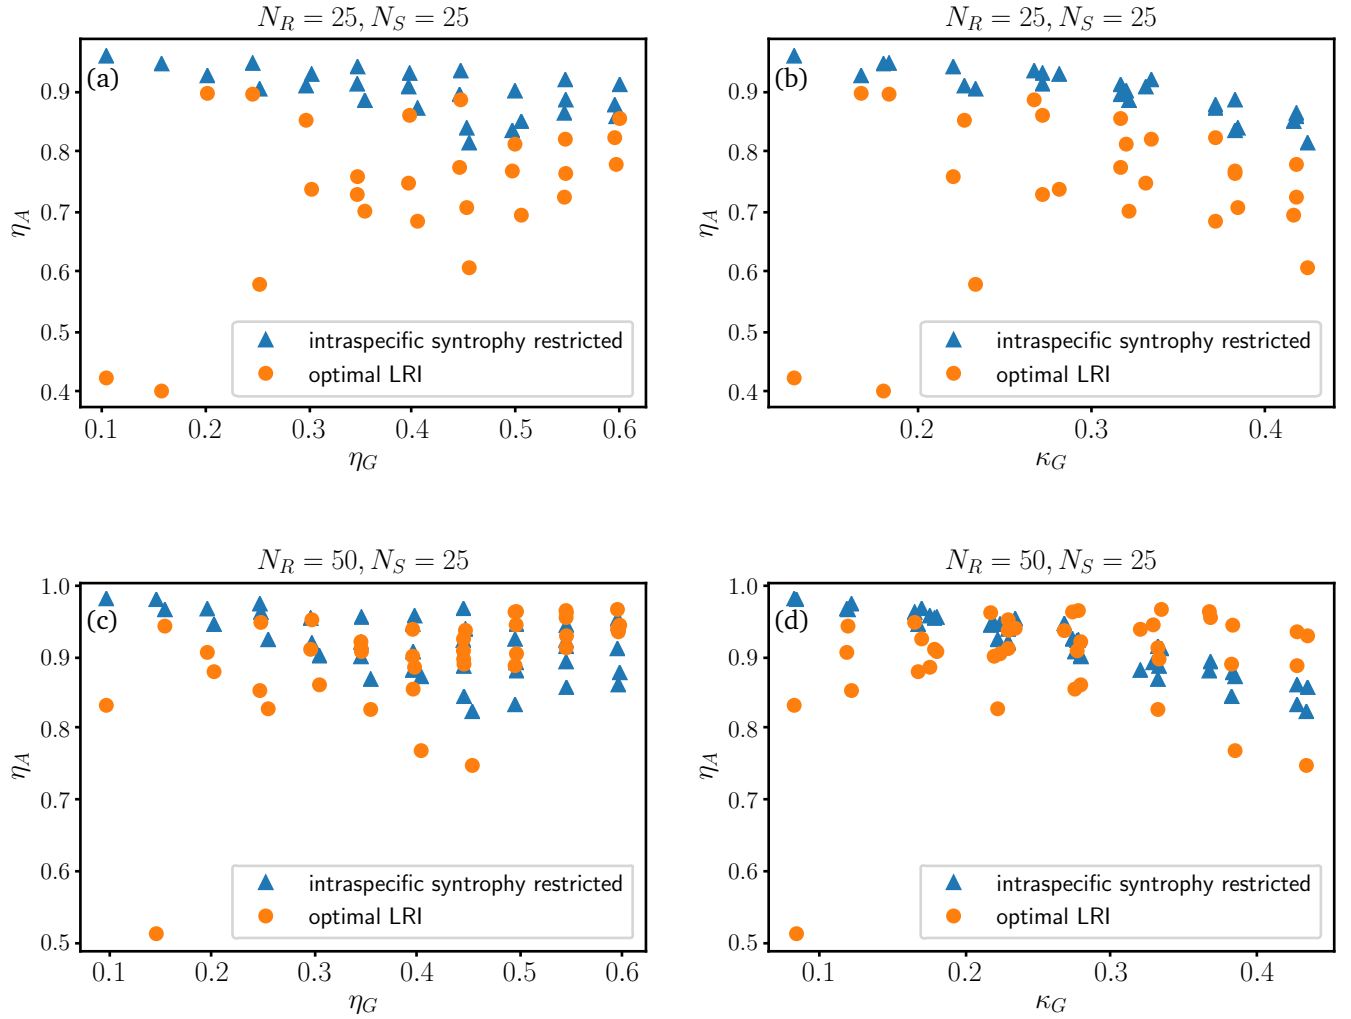 N_R = 25, N_S = 25
(a)
η_A
0.9
0.8
0.7
0.6
0.5
0.4
intraspecific syntrophy restricted
optimal LRI
0.1 0.2 0.3 0.4 0.5 0.6
η_G
N_R = 25, N_S = 25
(b)
η_A
0.9
0.8
0.7
0.6
0.5
0.4
intraspecific syntrophy restricted
optimal LRI
0.2 0.3 0.4
κ_G
N_R = 50, N_S = 25
(c)
η_A
1.0
0.9
0.8
0.7
0.6
0.5
intraspecific syntrophy restricted
optimal LRI
0.1 0.2 0.3 0.4 0.5 0.6
η_G
N_R = 50, N_S = 25
(d)
η_A
1.0
0.9
0.8
0.7
0.6
0.5
intraspecific syntrophy restricted
optimal LRI
0.1 0.2 0.3 0.4
κ_G